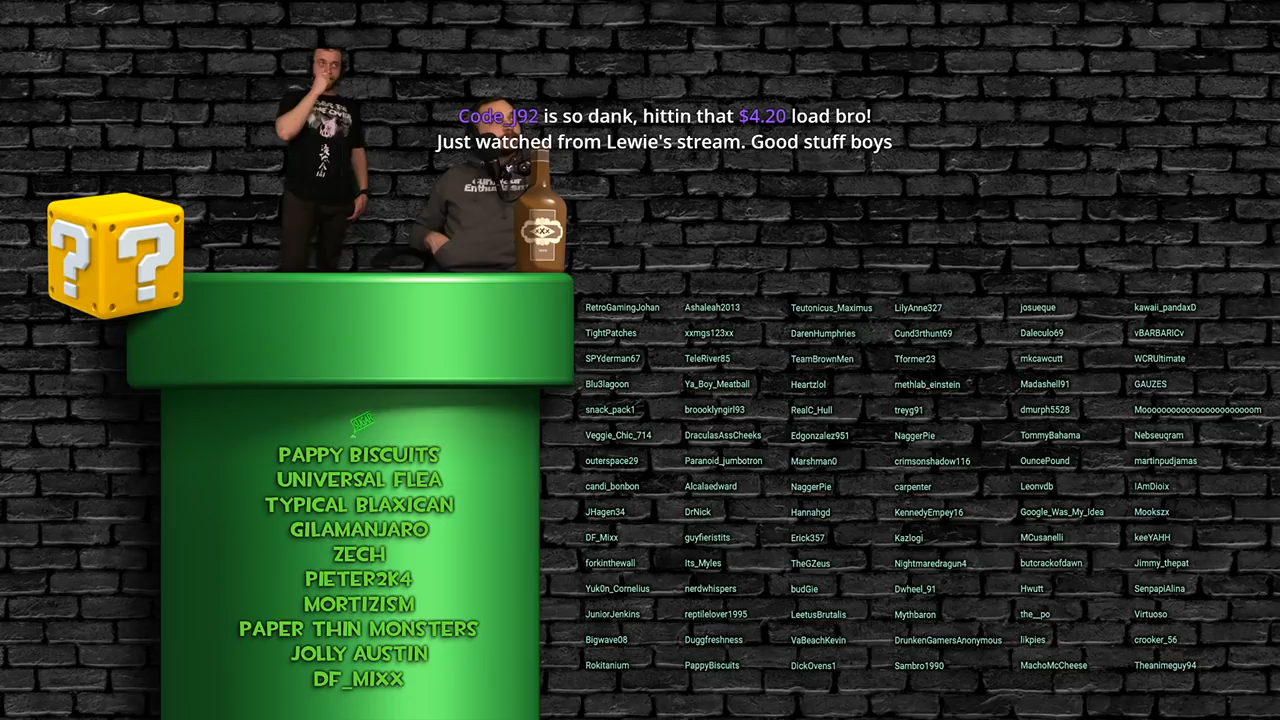 Code_J92 is so dank, hittin that $4.20 load bro!
Just watched from Lewie's stream. Good stuff boys
? ?
XXX
SUGAR
PAPPY BISCUITS
UNIVERSAL FLEA
TYPICAL BLAXICAN
GILAMANJARO
ZECH
PIETER2K4
MORTIZISM
PAPER THIN MONSTERS
JOLLY AUSTIN
DF_MIXX
RetroGamingJohan Ashaleah2013 Teutonicus_Maximus LilyAnne327 josueque kawaii_pandaxD
TightPatches xxmgs123xx DarenHumphries Cund3rthunt69 Daleculo69 vBARBARICv
SPYderman67 TeleRiver85 TeamBrownMen Tformer23 mkcawcutt WCRUltimate
Blu3lagoon Ya_Boy_Meatball Heartzlol methlab_einstein Madashell91 GAUZES
snack_pack1 broooklyngirl93 RealC_Hull treyg91 dmurph5528 Mooooooooooooooooooooooom
Veggie_Chic_714 DraculasAssCheeks Edgonzalez951 NaggerPie TommyBahama Nebseuqram
outerspace29 Paranoid_jumbotron Marshman0 crimsonshadow116 OuncePound martinpudjamas
candi_bonbon Alcalaedward NaggerPie carpenter Leonvdb IAmDioix
JHagen34 DrNick Hannahgd KennedyEmpey16 Google_Was_My_Idea Mookszx
DF_Mixx guyfieristits Erick357 Kazlogi MCusanelli keeYAHH
forkinthewall Its_Myles TheGZeus Nightmaredragun4 butcrackofdawn Jimmy_thepat
Yuk0n_Cornelius nerdwhispers budGie Dwheel_91 Hwutt SenpapiAlina
JuniorJenkins reptilelover1995 LeetusBrutalis Mythbaron the__po Virtuoso
Bigwave08 Duggfreshness VaBeachKevin DrunkenGamersAnonymous likpies crooker_56
Rokitanium PappyBiscuits DickOvens1 Sambro1990 MachoMcCheese Theanimeguy94